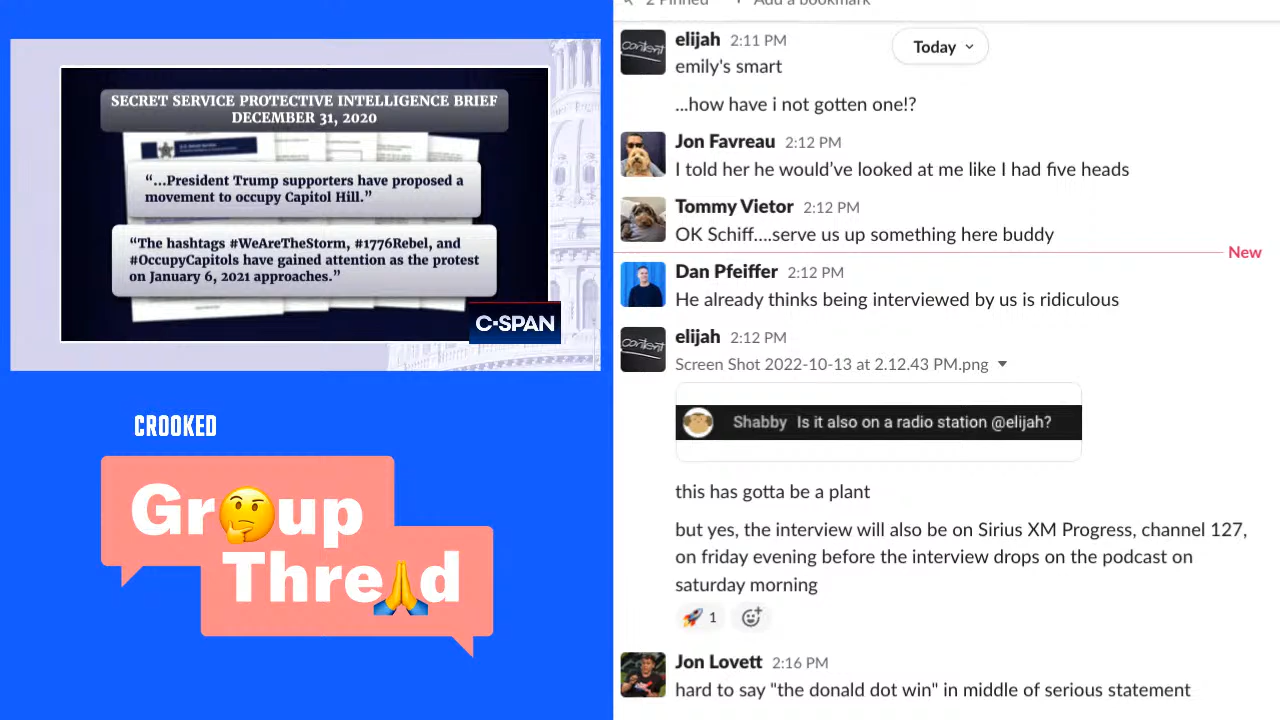 SECRET SERVICE PROTECTIVE INTELLIGENCE BRIEF
DECEMBER 31, 2020
“...President Trump supporters have proposed a
movement to occupy Capitol Hill.”
“The hashtags #WeAreTheStorm, #1776Rebel, and
#OccupyCapitols have gained attention as the protest
on January 6, 2021 approaches.”
C-SPAN
CROOKED
Gr🤔up
Thre🙏d
2 Pinned + Add a bookmark
Today
elijah 2:11 PM
emily's smart
...how have i not gotten one!?
Jon Favreau 2:12 PM
I told her he would’ve looked at me like I had five heads
Tommy Vietor 2:12 PM
OK Schiff....serve us up something here buddy
New
Dan Pfeiffer 2:12 PM
He already thinks being interviewed by us is ridiculous
elijah 2:12 PM
Screen Shot 2022-10-13 at 2.12.43 PM.png
Shabby Is it also on a radio station @elijah?
this has gotta be a plant
but yes, the interview will also be on Sirius XM Progress, channel 127,
on friday evening before the interview drops on the podcast on
saturday morning
🚀 1
Jon Lovett 2:16 PM
hard to say "the donald dot win" in middle of serious statement